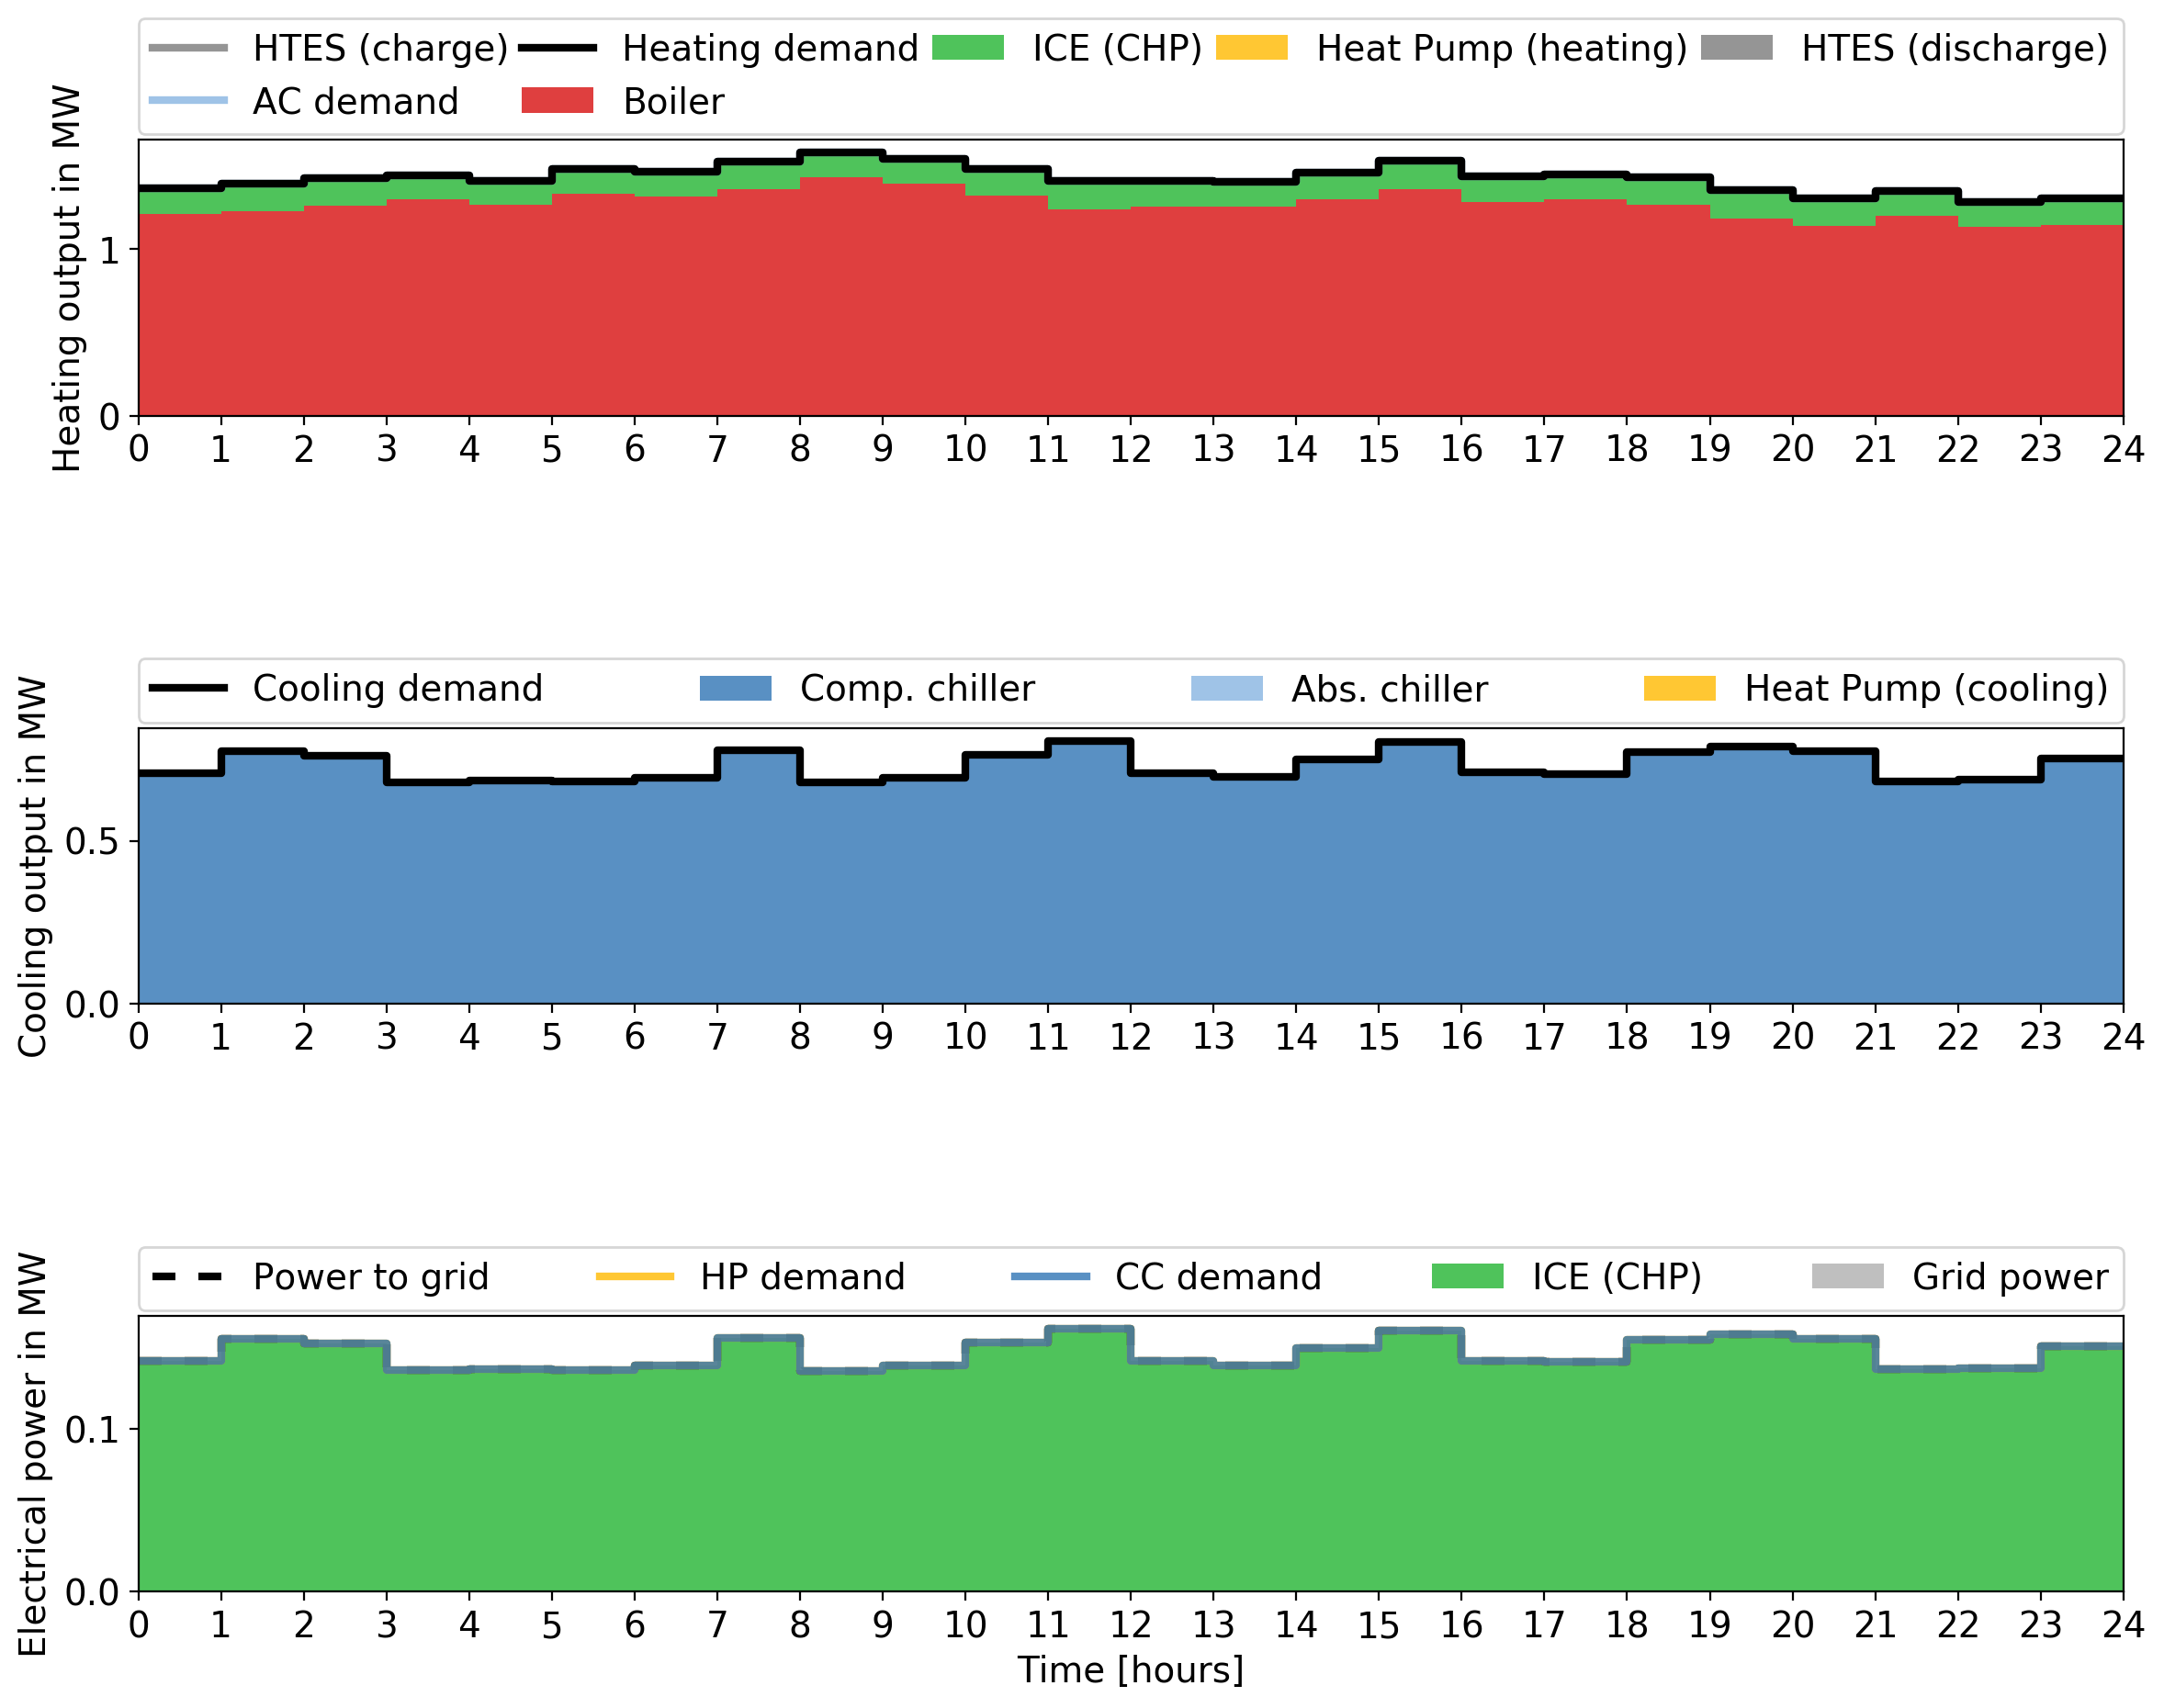 HTES (charge) Heating demand ICE (CHP) Heat Pump (heating) HTES (discharge)
AC demand Boiler
Heating output in MW
1
0
0 1 2 3 4 5 6 7 8 9 10 11 12 13 14 15 16 17 18 19 20 21 22 23 24
Cooling demand Comp. chiller Abs. chiller Heat Pump (cooling)
Cooling output in MW
0.5
0.0
0 1 2 3 4 5 6 7 8 9 10 11 12 13 14 15 16 17 18 19 20 21 22 23 24
Power to grid HP demand CC demand ICE (CHP) Grid power
Electrical power in MW
0.1
0.0
0 1 2 3 4 5 6 7 8 9 10 11 12 13 14 15 16 17 18 19 20 21 22 23 24
Time [hours]